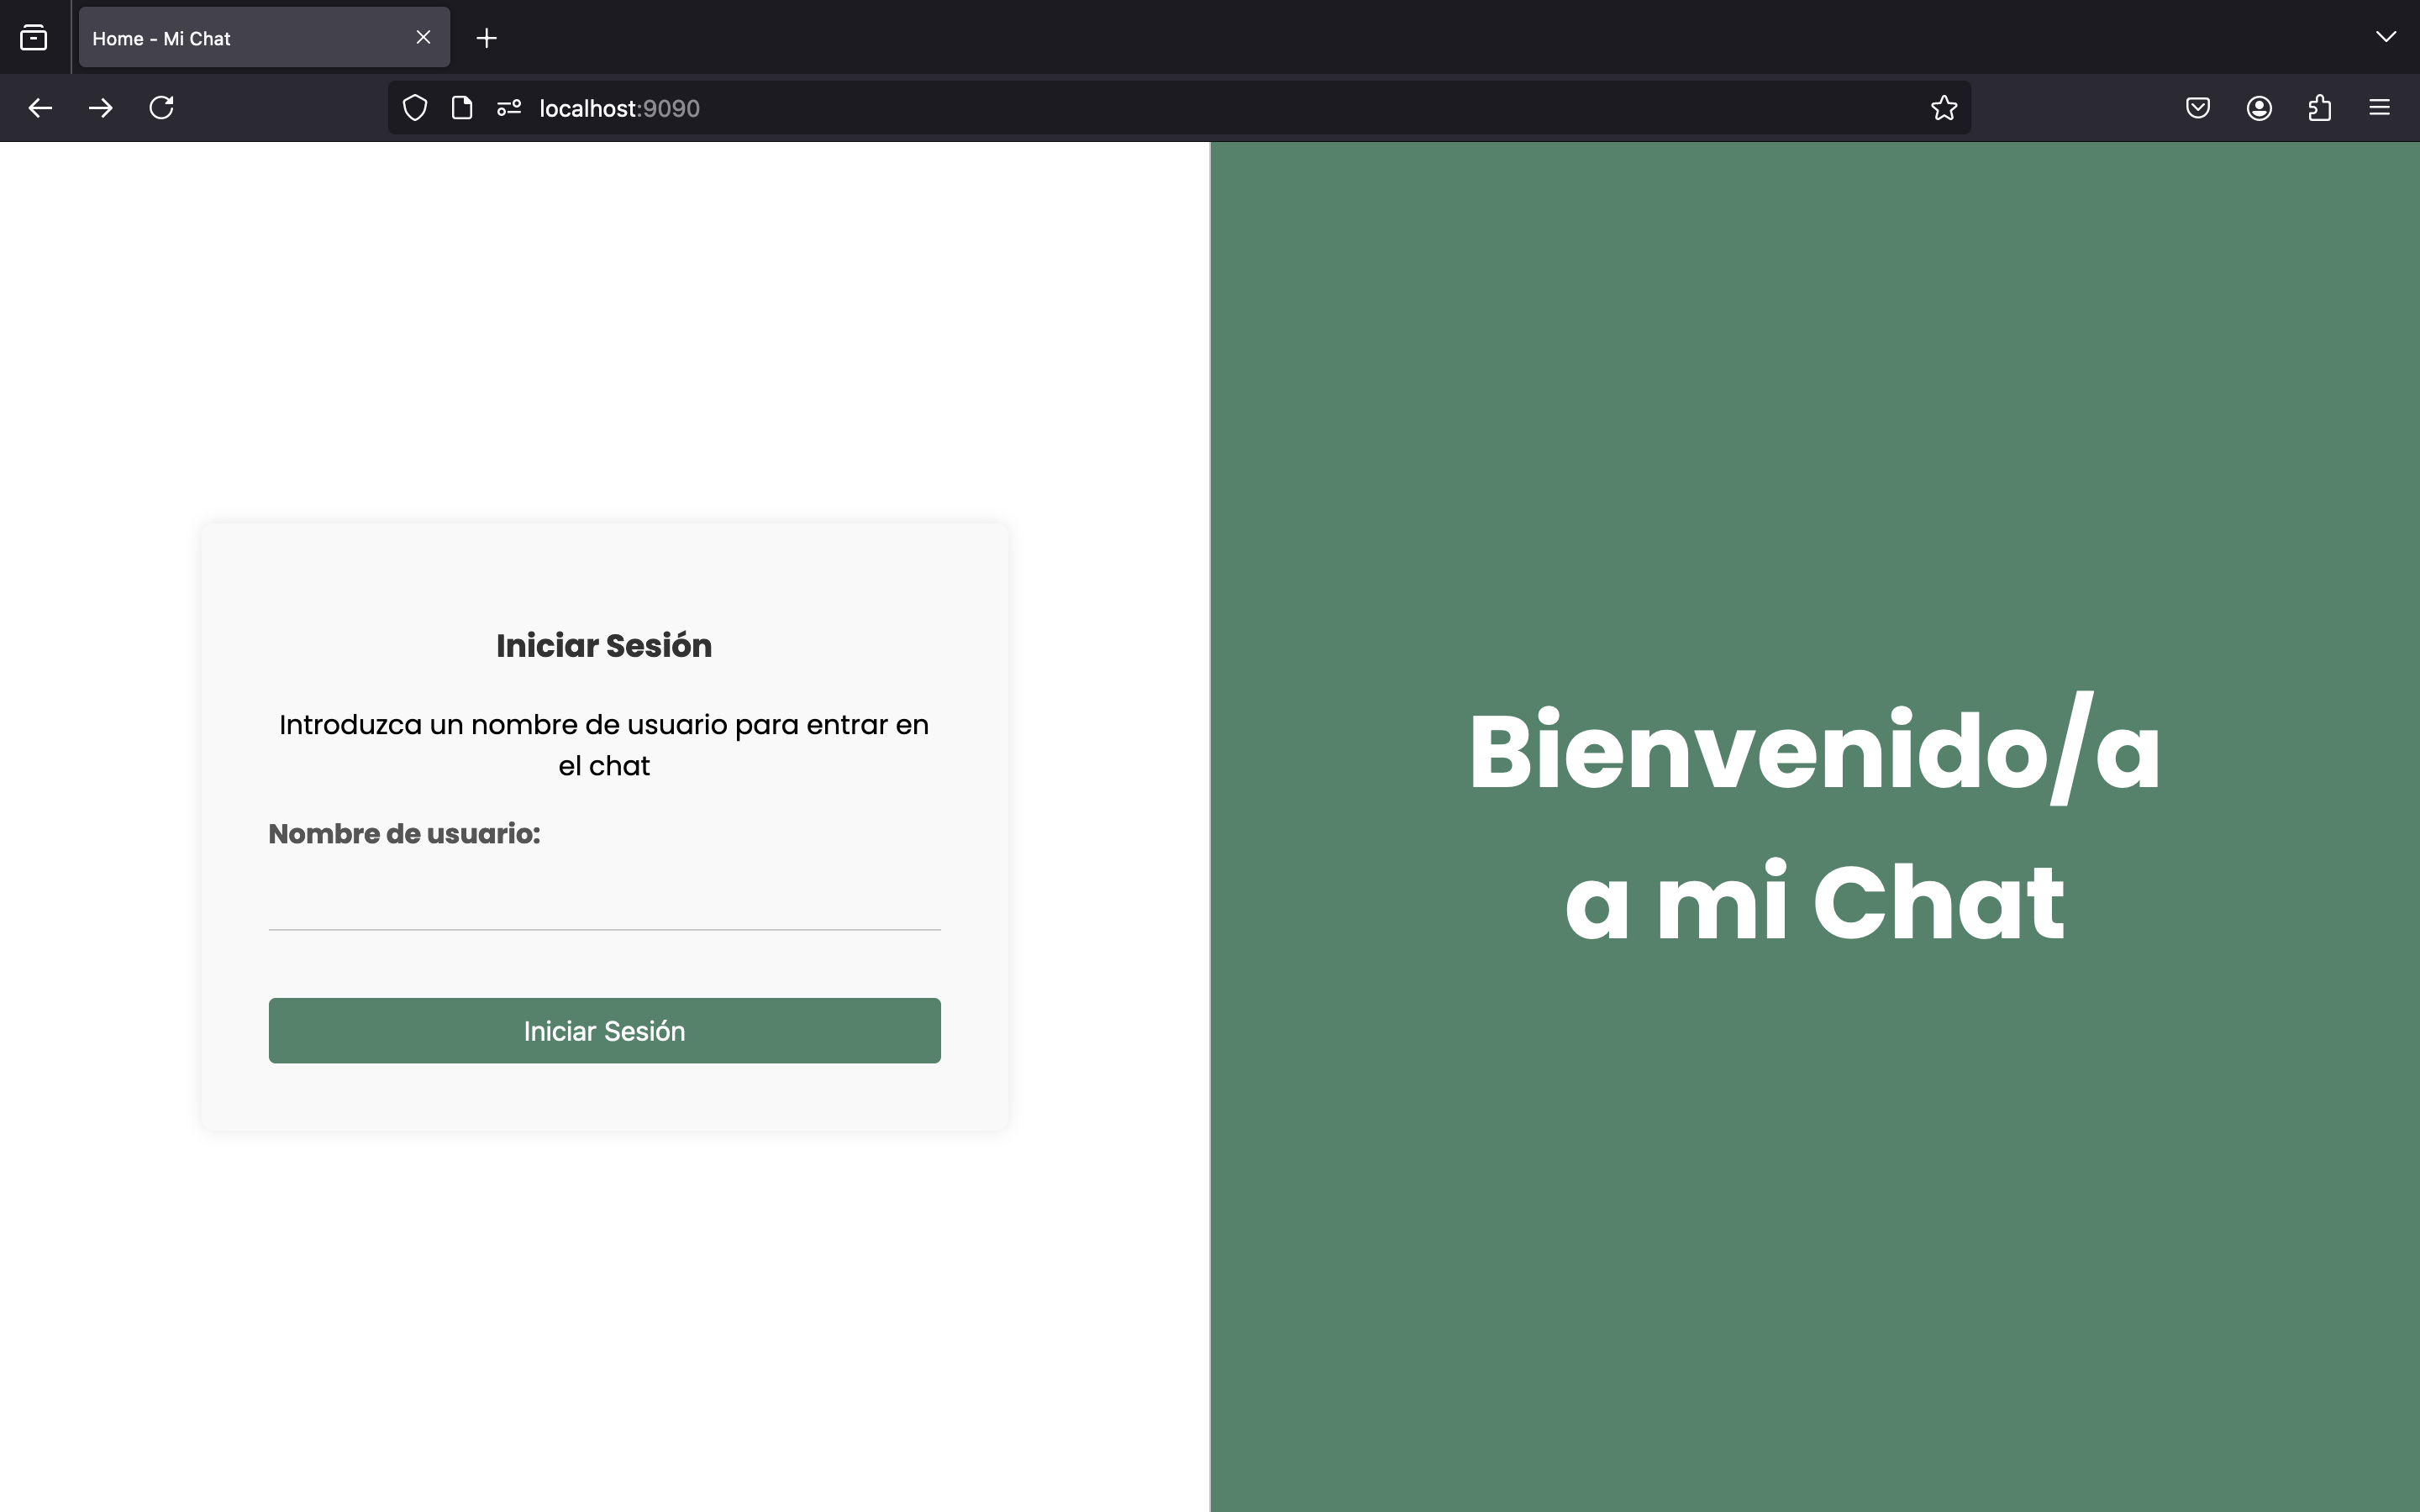 Home - Mi Chat
localhost:9090
Iniciar Sesión
Introduzca un nombre de usuario para entrar en
el chat
Nombre de usuario:
Iniciar Sesión
Bienvenido/a
a mi Chat